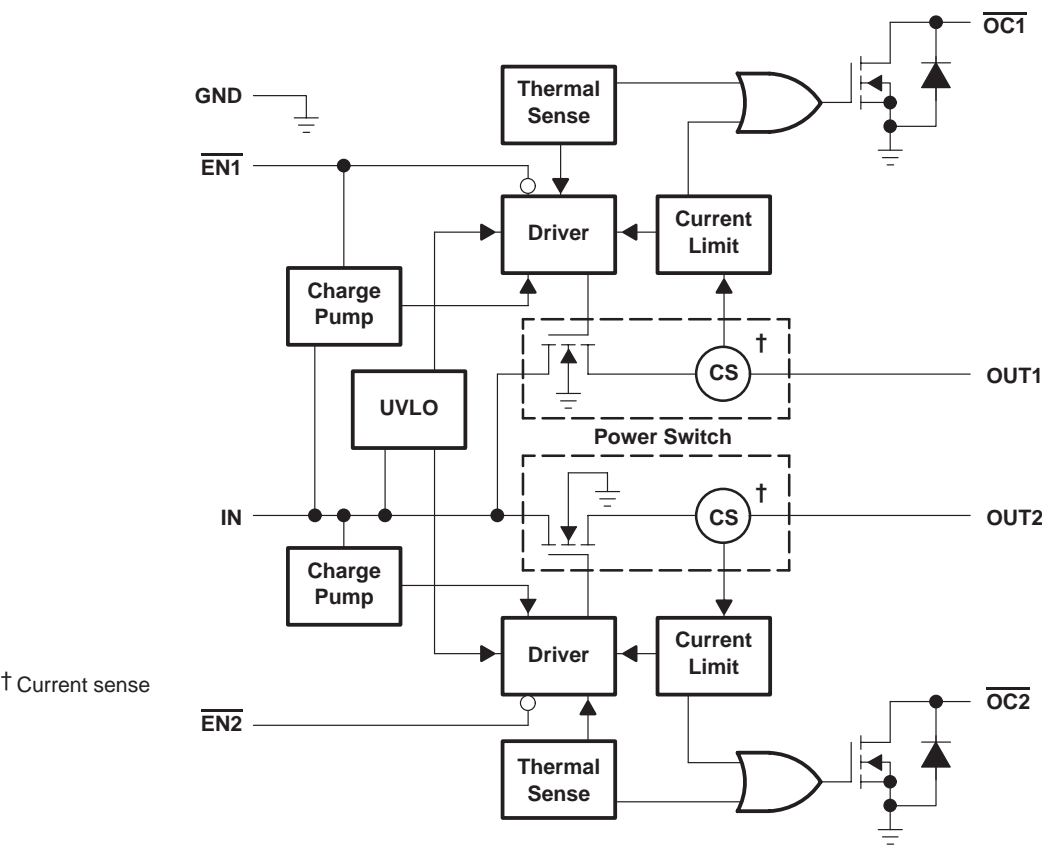 OC1
Thermal
Sense
GND
EN1
Driver
Current
Limit
Charge
Pump
†
CS
OUT1
UVLO
Power Switch
†
IN
CS
OUT2
Charge
Pump
Driver
Current
Limit
† Current sense
EN2
OC2
Thermal
Sense